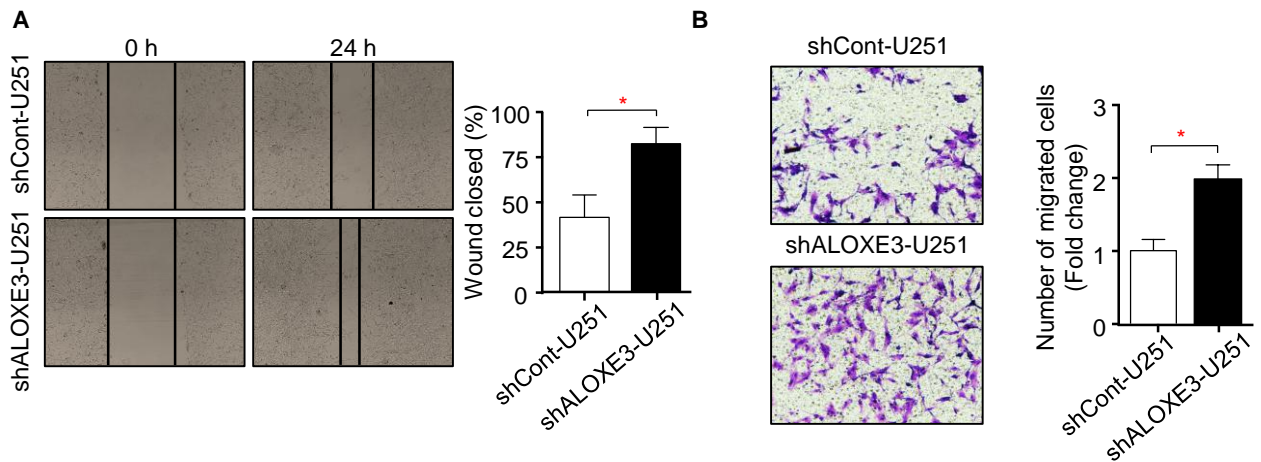 A
0 h
24 h
shCont-U251
shALOXE3-U251
Wound closed (%)
100
75
50
25
0
*
shCont-U251
shALOXE3-U251
B
shCont-U251
shALOXE3-U251
Number of migrated cells
(Fold change)
3
2
1
0
*
shCont-U251
shALOXE3-U251